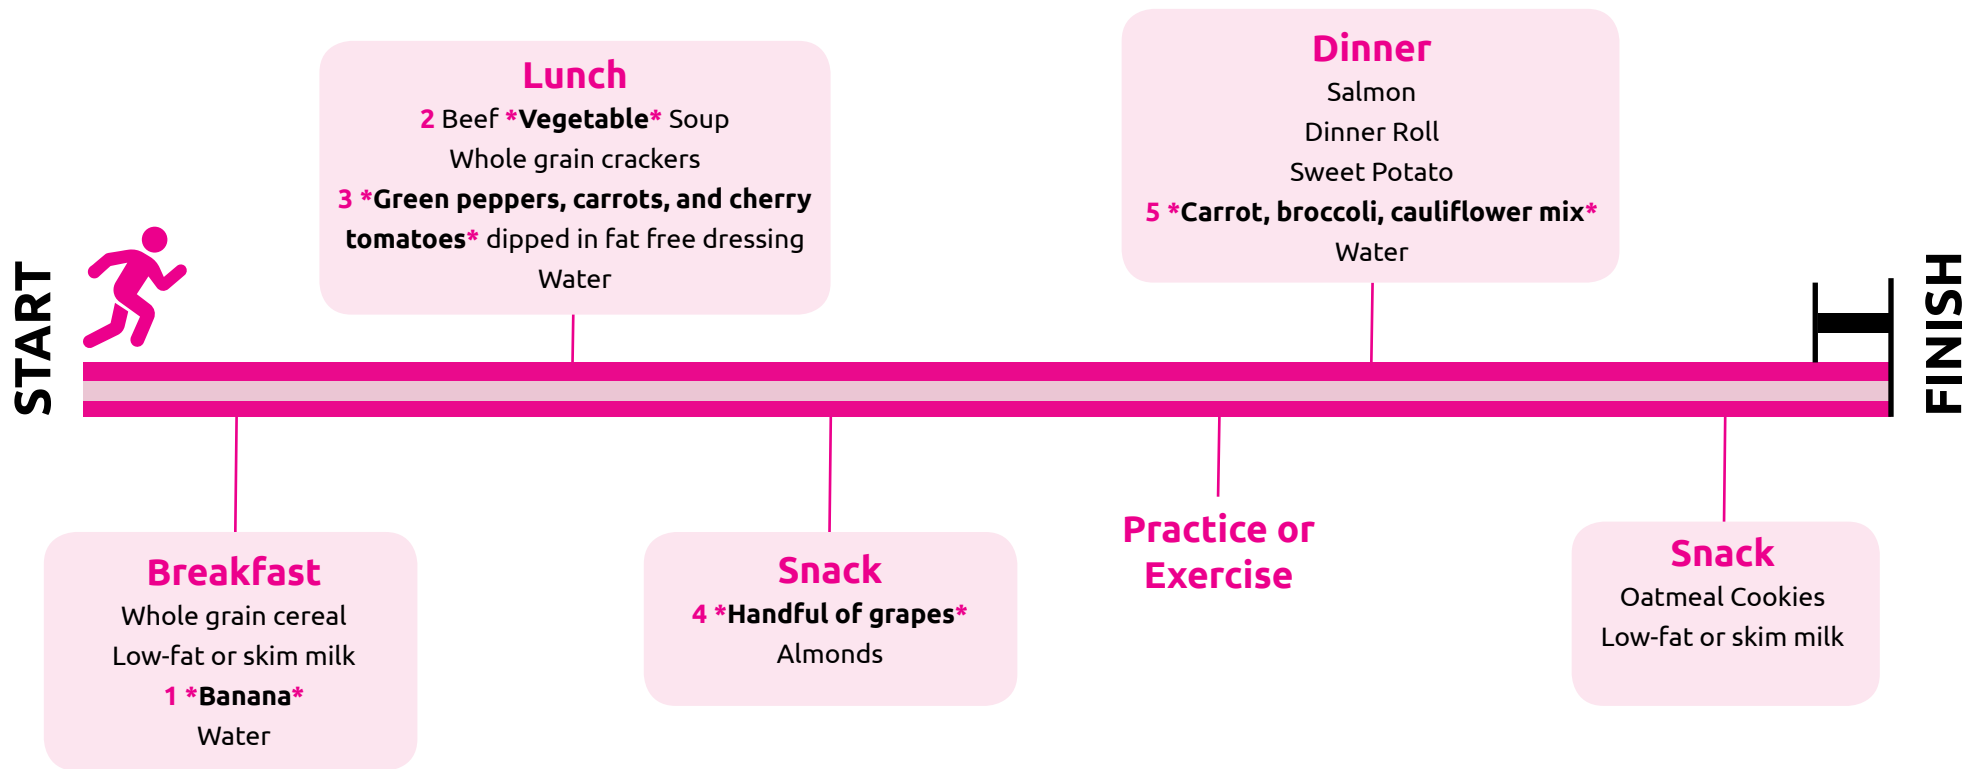 START
Breakfast
Whole grain cereal
Low-fat or skim milk
1 *Banana*
Water
Lunch
2 Beef *Vegetable* Soup
Whole grain crackers
3 *Green peppers, carrots, and cherry
tomatoes* dipped in fat free dressing
Water
Snack
4 *Handful of grapes*
Almonds
Practice or
Exercise
Dinner
Salmon
Dinner Roll
Sweet Potato
5 *Carrot, broccoli, cauliflower mix*
Water
Snack
Oatmeal Cookies
Low-fat or skim milk
FINISH